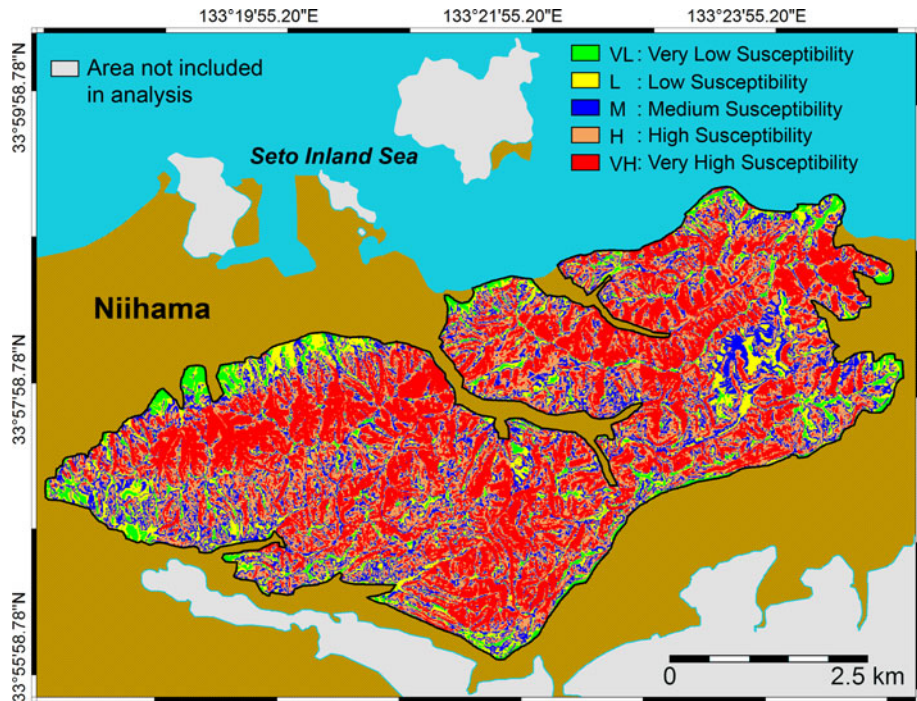 133°19'55.20"E 133°21'55.20"E 133°23'55.20"E
33°59'58.78"N
33°57'58.78"N
33°55'58.78"N
Area not included
in analysis
VL : Very Low Susceptibility
L : Low Susceptibility
M : Medium Susceptibility
H : High Susceptibility
VH: Very High Susceptibility
Seto Inland Sea
Niihama
0 2.5 km